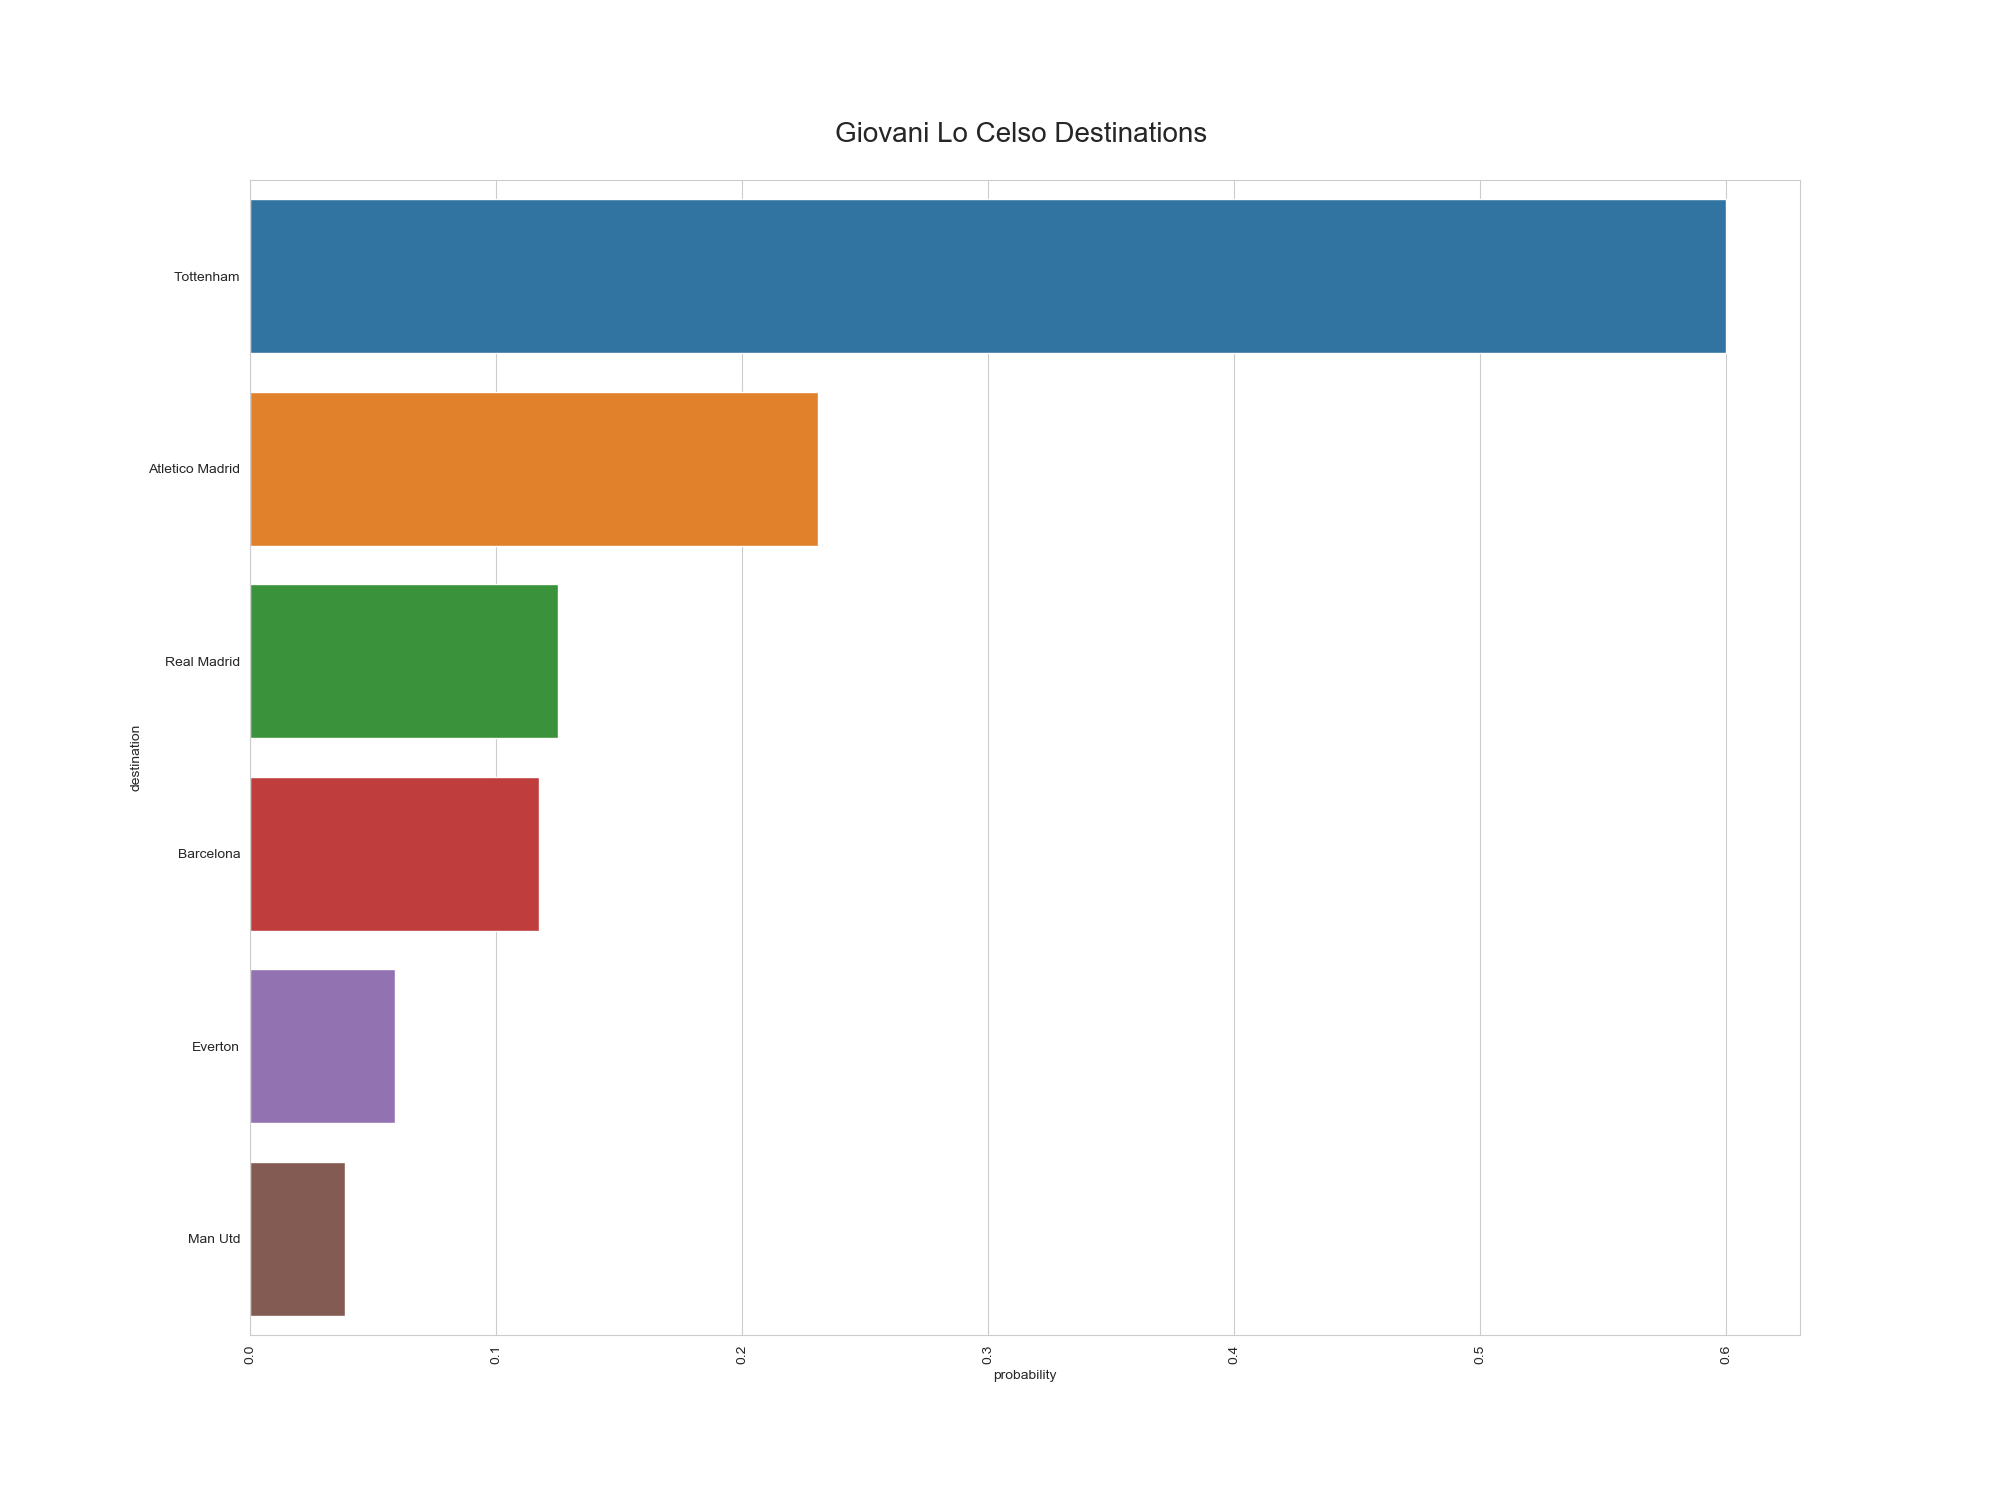 Giovani Lo Celso Destinations
Tottenham
Atletico Madrid
Real Madrid
destination
Barcelona
Everton
Man Utd
0.0
0.1
0.2
0.3
0.4
0.5
0.6
probability